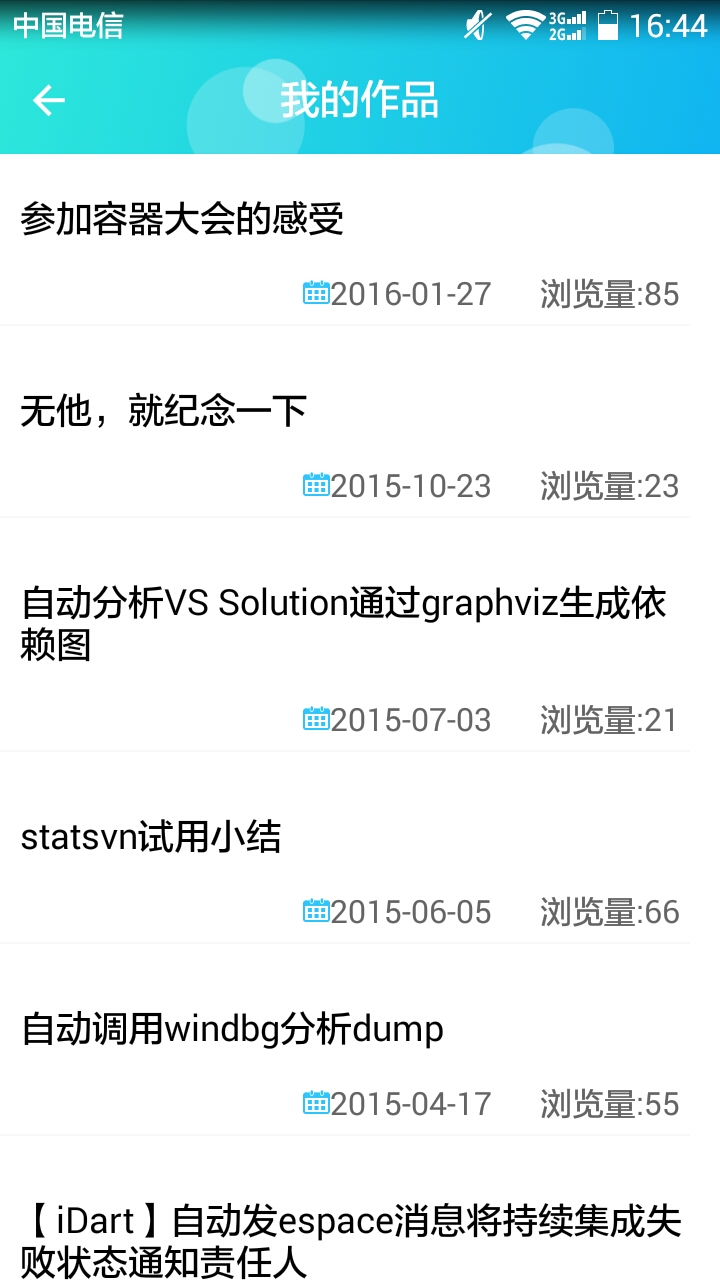 中国电信 3G 2G 16:44
我的作品
参加容器大会的感受
2016-01-27 浏览量:85
无他，就纪念一下
2015-10-23 浏览量:23
自动分析VS Solution通过graphviz生成依
赖图
2015-07-03 浏览量:21
statsvn试用小结
2015-06-05 浏览量:66
自动调用windbg分析dump
2015-04-17 浏览量:55
【iDart】自动发espace消息将持续集成失
败状态通知责任人